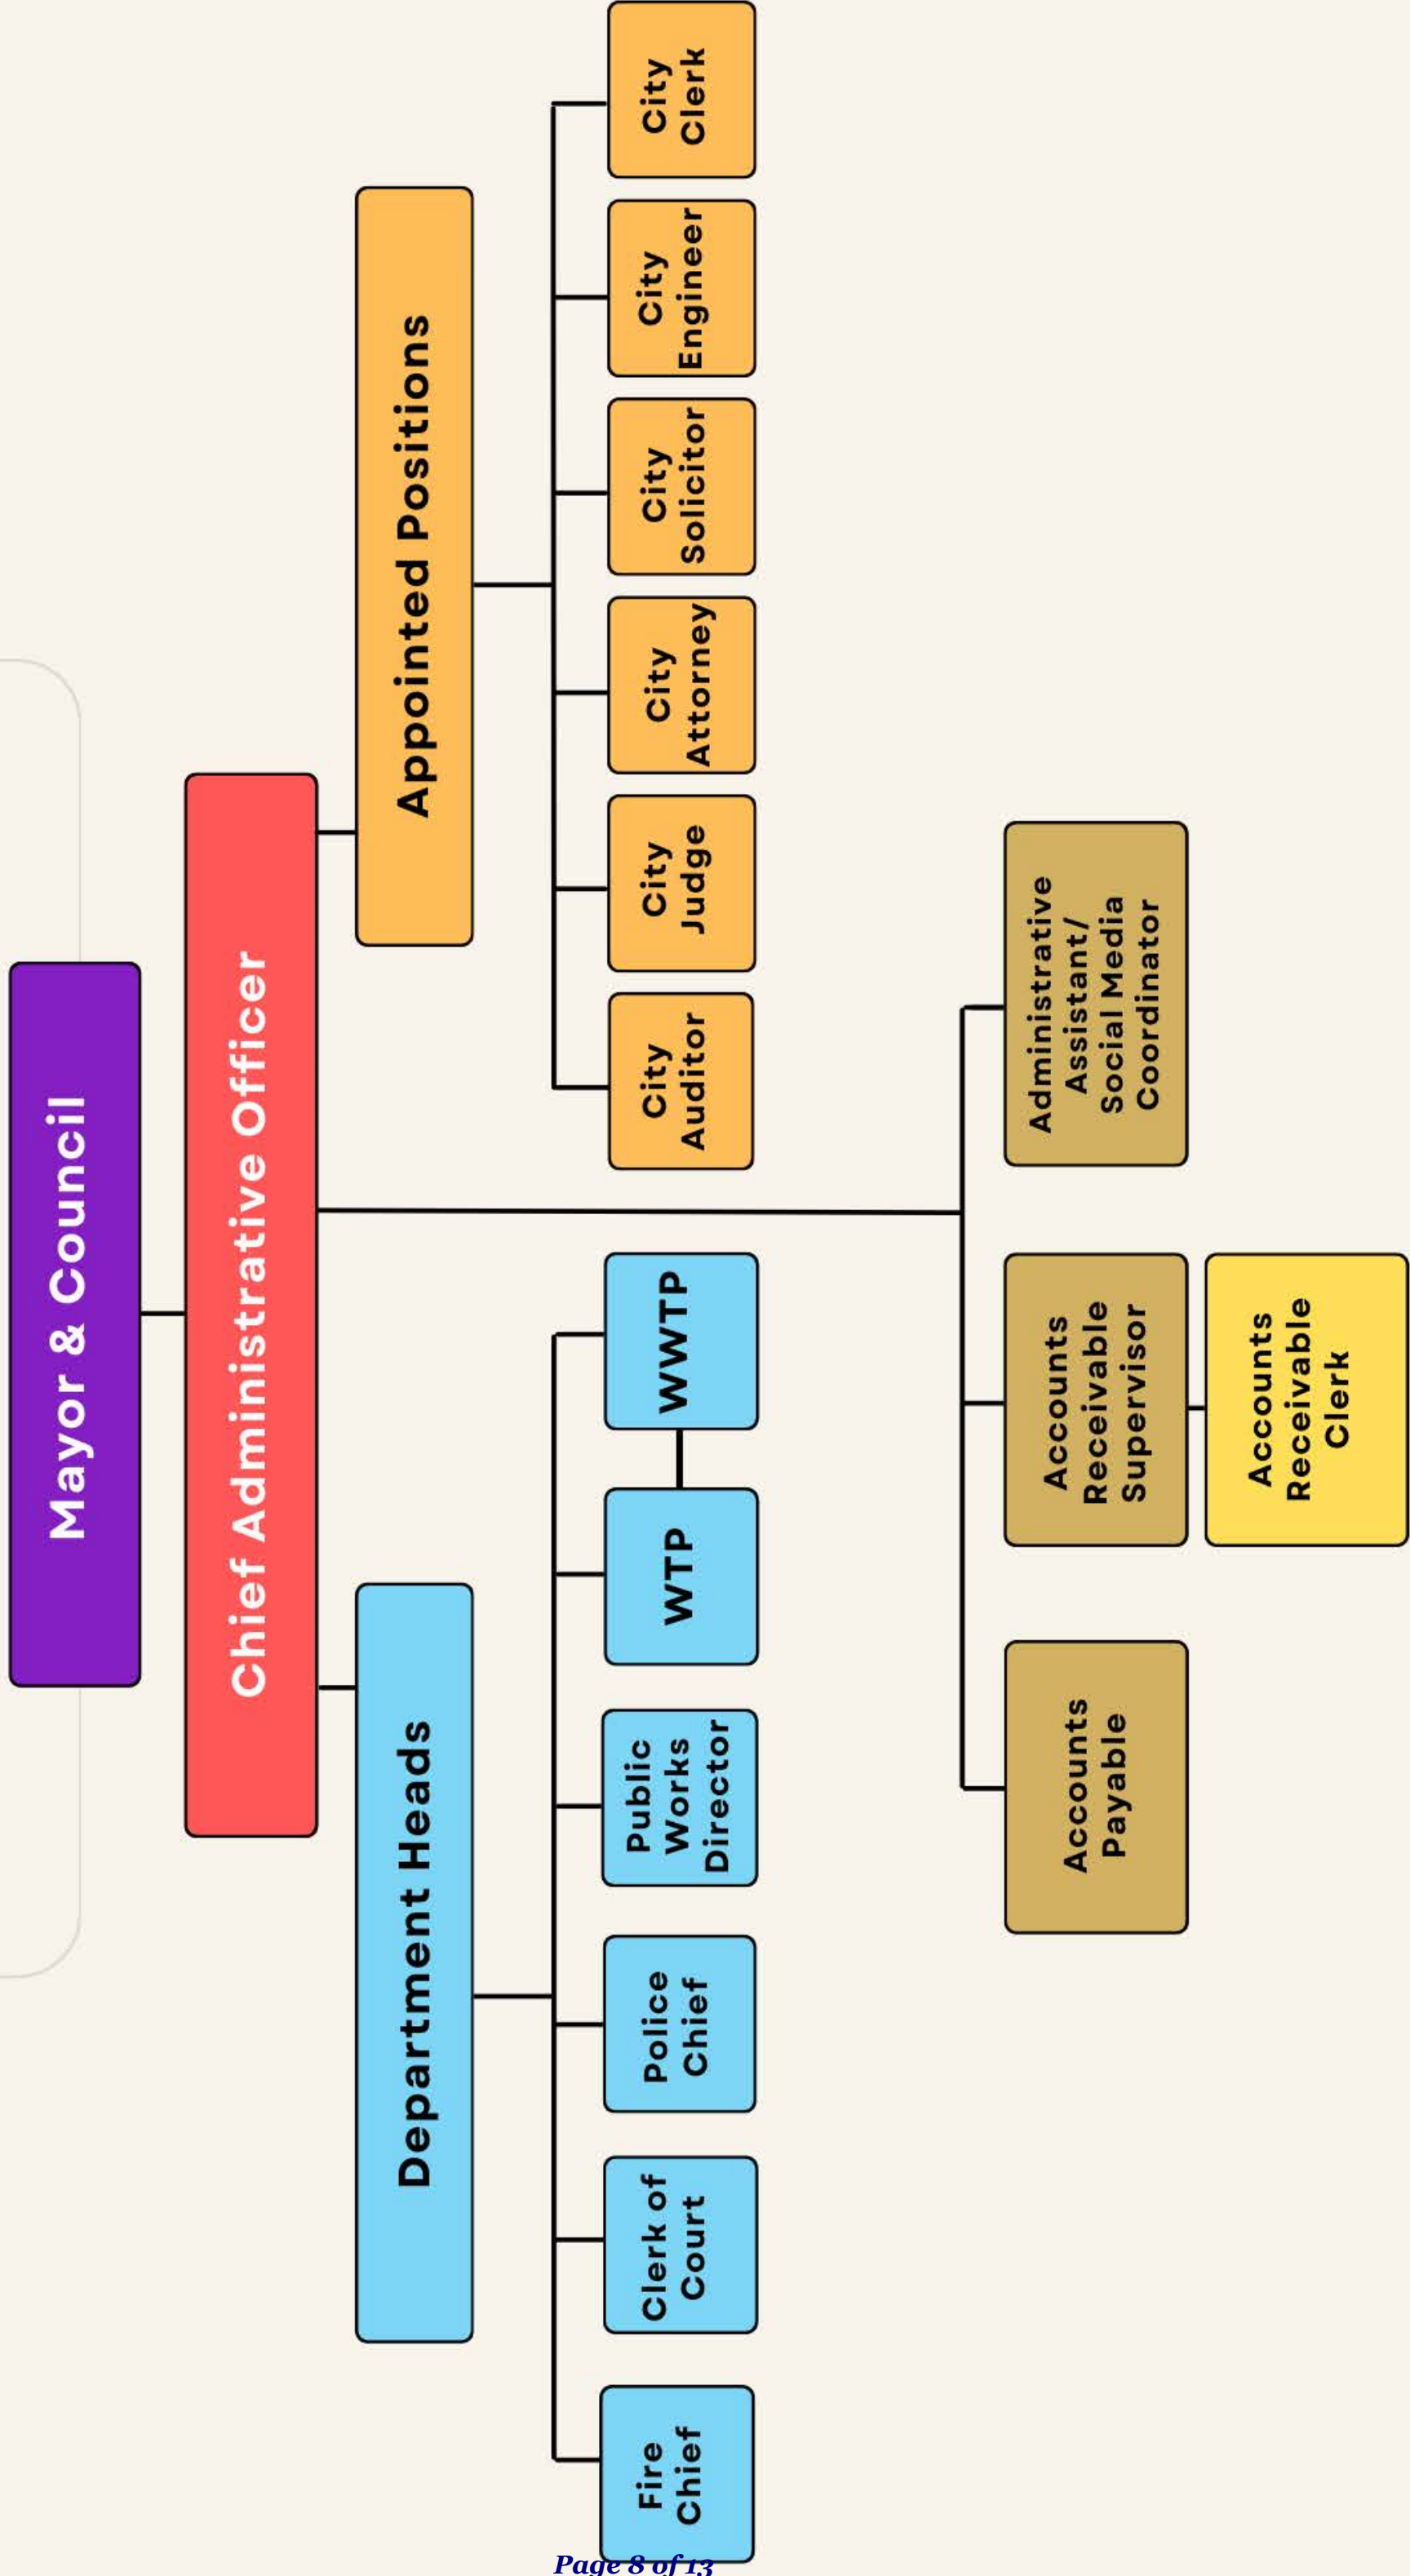 Mayor & Council
Chief Administrative Officer
Department Heads
Appointed Positions
Fire
Chief
Clerk of
Court
Police
Chief
Public
Works
Director
WTP
WWTP
City
Auditor
City
Judge
City
Attorney
City
Solicitor
City
Engineer
City
Clerk
Accounts
Payable
Accounts
Receivable
Supervisor
Administrative
Assistant/
Social Media
Coordinator
Accounts
Receivable
Clerk
Page 8 of 13